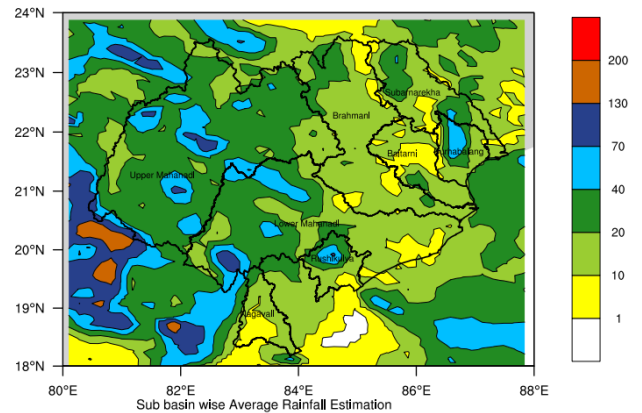 24°N
23°N
22°N
21°N
20°N
19°N
18°N
80°E 82°E 84°E 86°E 88°E
Subarnarekha
Brahmani
Baitarni
Upper Mahanadi
Lower Mahanadi
Rushikulya
Nagavali
200
130
70
40
20
10
1
Sub basin wise Average Rainfall Estimation